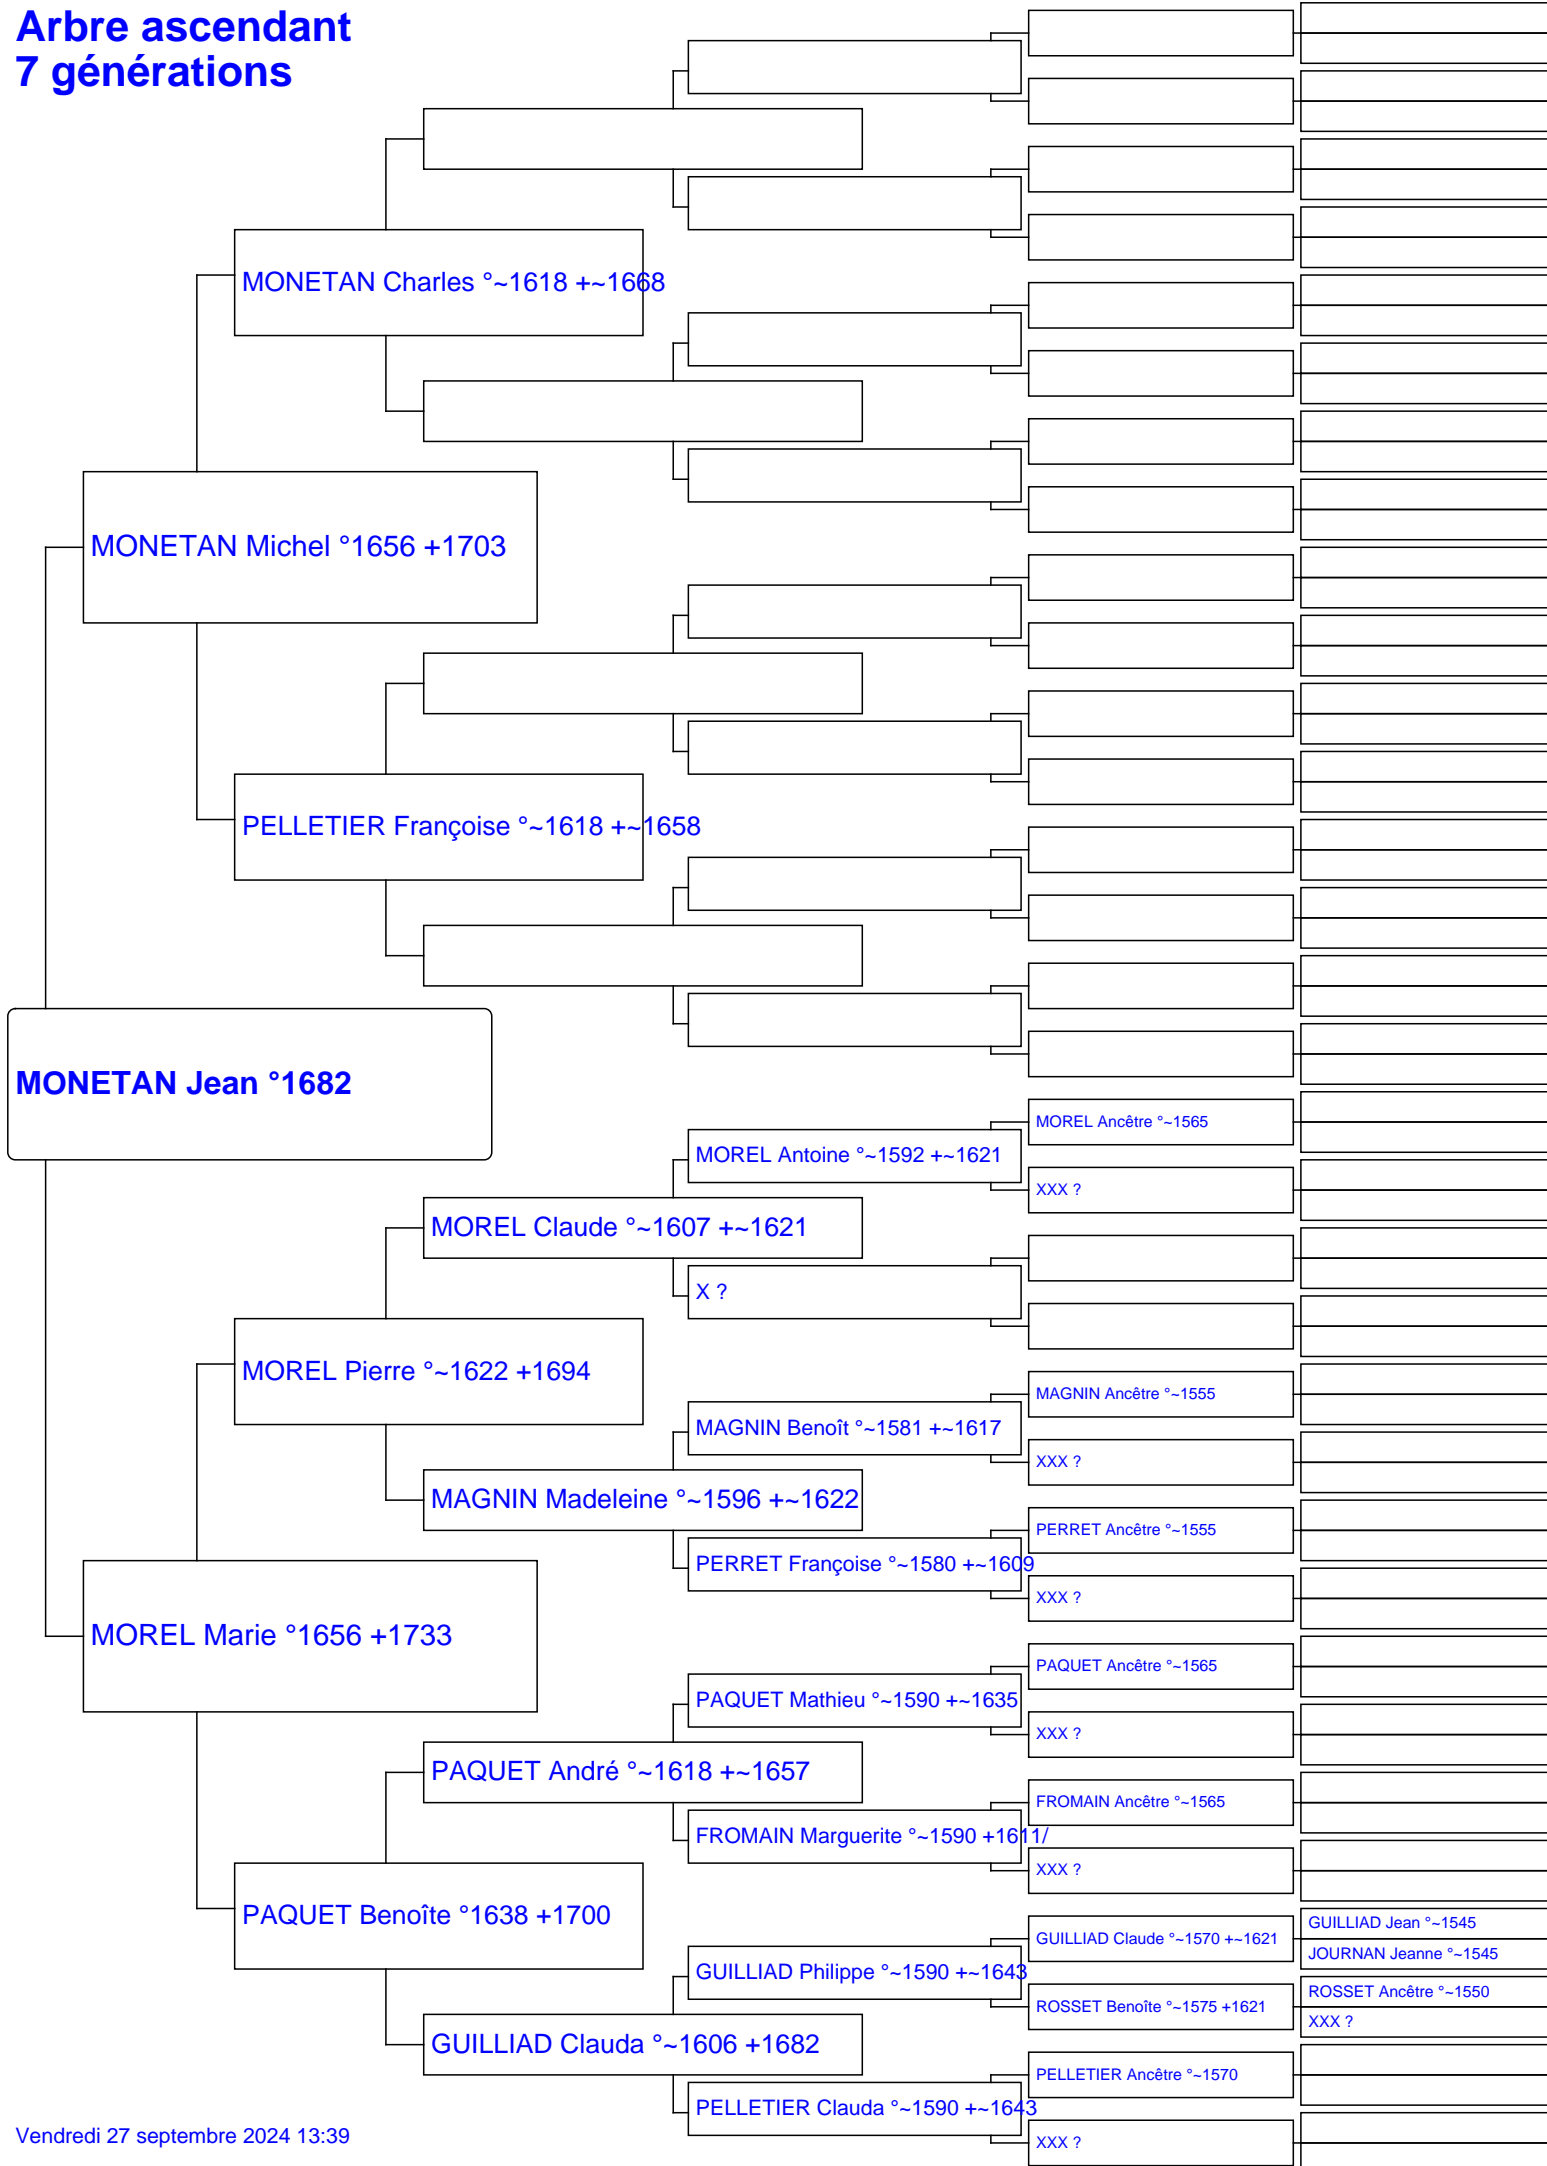 Arbre ascendant
7 générations
MONETAN Charles °~1618 +~1668
MONETAN Michel °1656 +1703
PELLETIER Françoise °~1618 +~1658
MONETAN Jean °1682
MOREL Ancêtre °~1565
MOREL Antoine °~1592 +~1621
XXX ?
MOREL Claude °~1607 +~1621
X ?
MOREL Pierre °~1622 +1694
MAGNIN Ancêtre °~1555
MAGNIN Benoît °~1581 +~1617
XXX ?
MAGNIN Madeleine °~1596 +~1622
PERRET Ancêtre °~1555
PERRET Françoise °~1580 +~1609
XXX ?
MOREL Marie °1656 +1733
PAQUET Ancêtre °~1565
PAQUET Mathieu °~1590 +~1635
XXX ?
PAQUET André °~1618 +~1657
FROMAIN Ancêtre °~1565
FROMAIN Marguerite °~1590 +1611/
XXX ?
PAQUET Benoîte °1638 +1700
GUILLIAD Jean °~1545
GUILLIAD Claude °~1570 +~1621
JOURNAN Jeanne °~1545
GUILLIAD Philippe °~1590 +~1643
ROSSET Ancêtre °~1550
ROSSET Benoîte °~1575 +1621
XXX ?
GUILLIAD Clauda °~1606 +1682
PELLETIER Ancêtre °~1570
PELLETIER Clauda °~1590 +~1643
XXX ?
Vendredi 27 septembre 2024 13:39